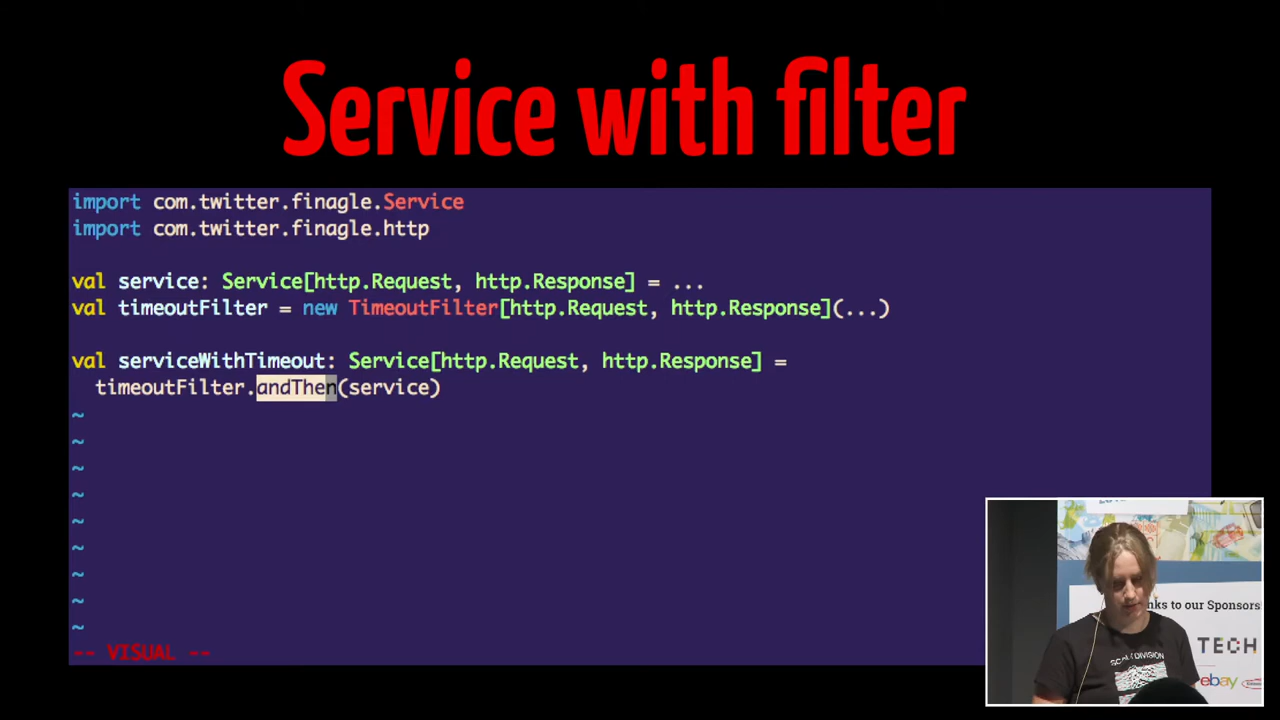 Service with filter
import com.twitter.finagle.Service
import com.twitter.finagle.http
val service: Service[http.Request, http.Response] = ...
val timeoutFilter = new TimeoutFilter[http.Request, http.Response](...)
val serviceWithTimeout: Service[http.Request, http.Response] =
timeoutFilter.andThen(service)
~
~
~
~
~
~
~
~
~
-- VISUAL --
nks to our Sponsors
TECH
ebay
SCALA DIVISION